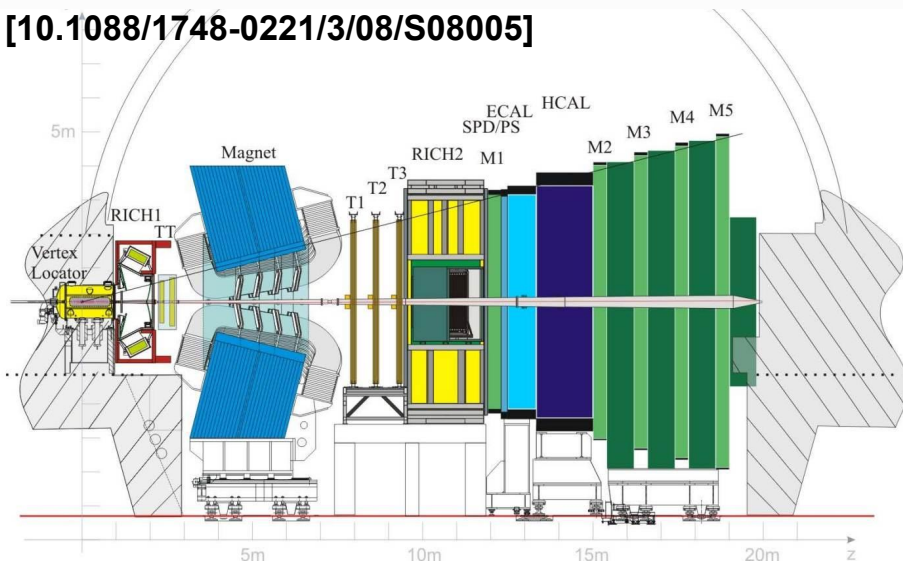 [10.1088/1748-0221/3/08/S08005]
5m
Magnet
RICH1
TT
Vertex
Locator
T1
T2
T3
RICH2
SPD/PS
M1
ECAL
HCAL
M2
M3
M4
M5
5m
10m
15m
20m
z